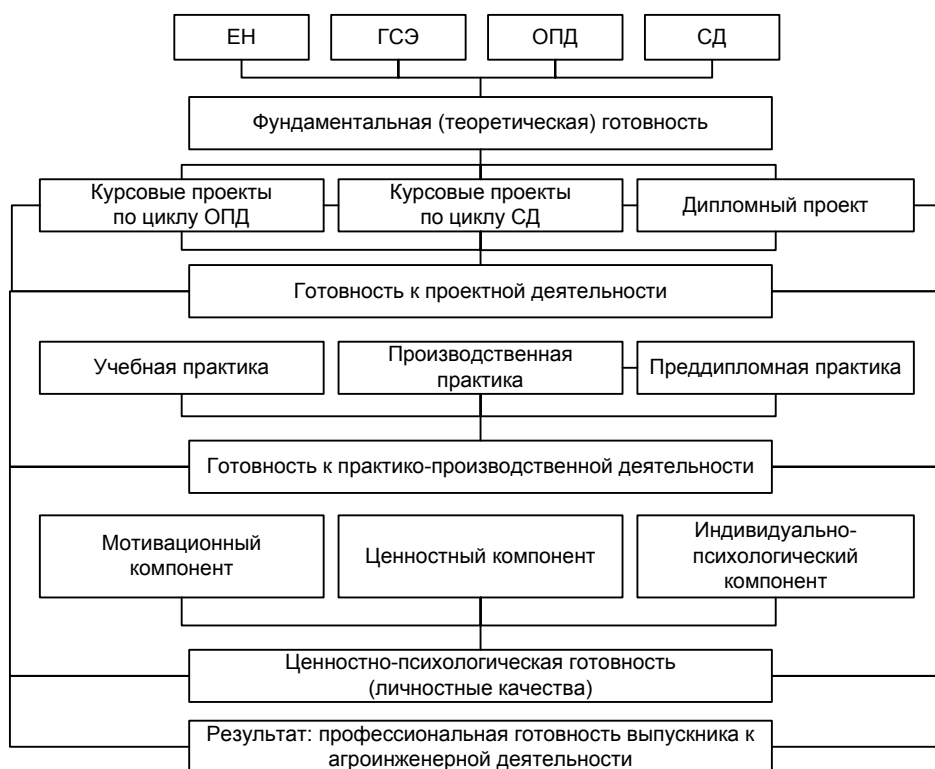 ЕН
ГСЭ
ОПД
СД
Фундаментальная (теоретическая) готовность
Курсовые проекты
по циклу ОПД
Курсовые проекты
по циклу СД
Дипломный проект
Готовность к проектной деятельности
Учебная практика
Производственная
практика
Преддипломная практика
Готовность к практико-производственной деятельности
Мотивационный
компонент
Ценностный компонент
Индивидуально-
психологический
компонент
Ценностно-психологическая готовность
(личностные качества)
Результат: профессиональная готовность выпускника к
агроинженерной деятельности